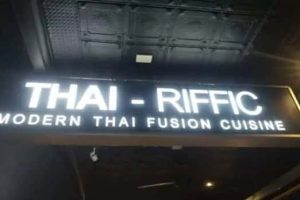 THAI - RIFFIC
MODERN THAI FUSION CUISINE